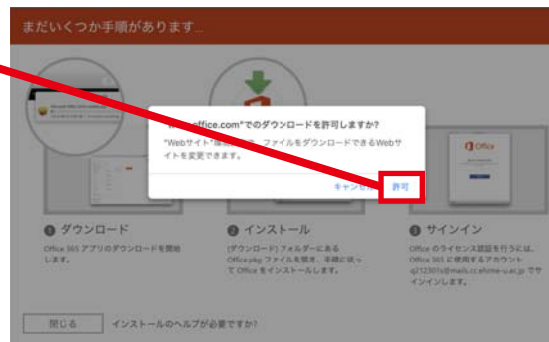 まだいくつか手順があります...
office.com"でのダウンロードを許可しますか?
"Webサイト"
ファイルをダウンロードできるWebサ
イトを変更できます。
キャンセル
許可
Office
❶ ダウンロード
Office 365 アプリのダウンロードを開始
します。
❷ インストール
[ダウンロード] フォルダーにある
Office.pkg ファイルを開き、手順に従っ
て Office をインストールします。
❸ サインイン
Office のライセンス認証を行うには、
Office 365 に使用するアカウント
q212301s@mails.cc.ehime-u.ac.jp でサ
インインします。
閉じる
インストールのヘルプが必要ですか?